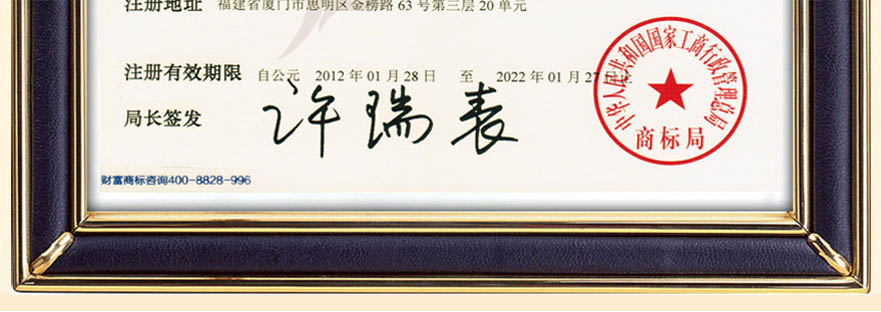 注册地址 福建省厦门市思明区金榜路 63 号第三层 20 单元
注册有效期限 自公元 2012 年 01 月 28 日 至 2022 年 01 月 27 日止
局长签发 许瑞表
中华人民共和国国家工商行政管理总局
商标局
财富商标咨询400-8828-996